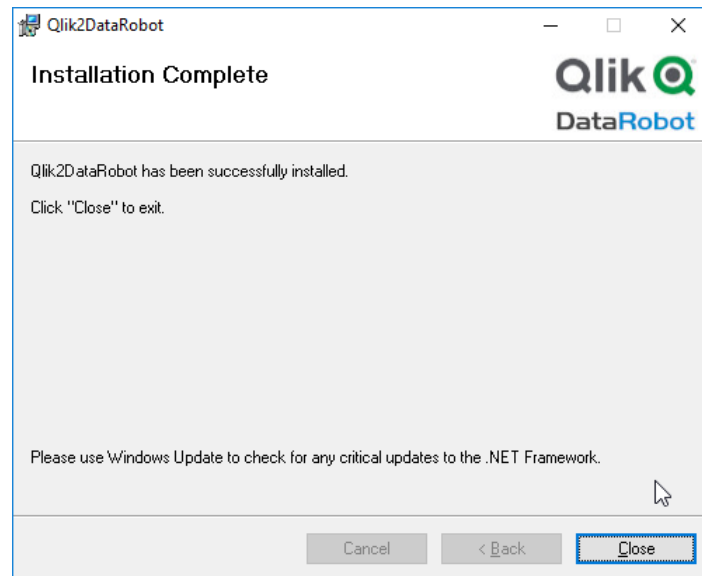 Qlik2DataRobot
Installation Complete
Qlik
DataRobot
Qlik2DataRobot has been successfully installed.
Click "Close" to exit.
Please use Windows Update to check for any critical updates to the .NET Framework.
Cancel
< Back
Close